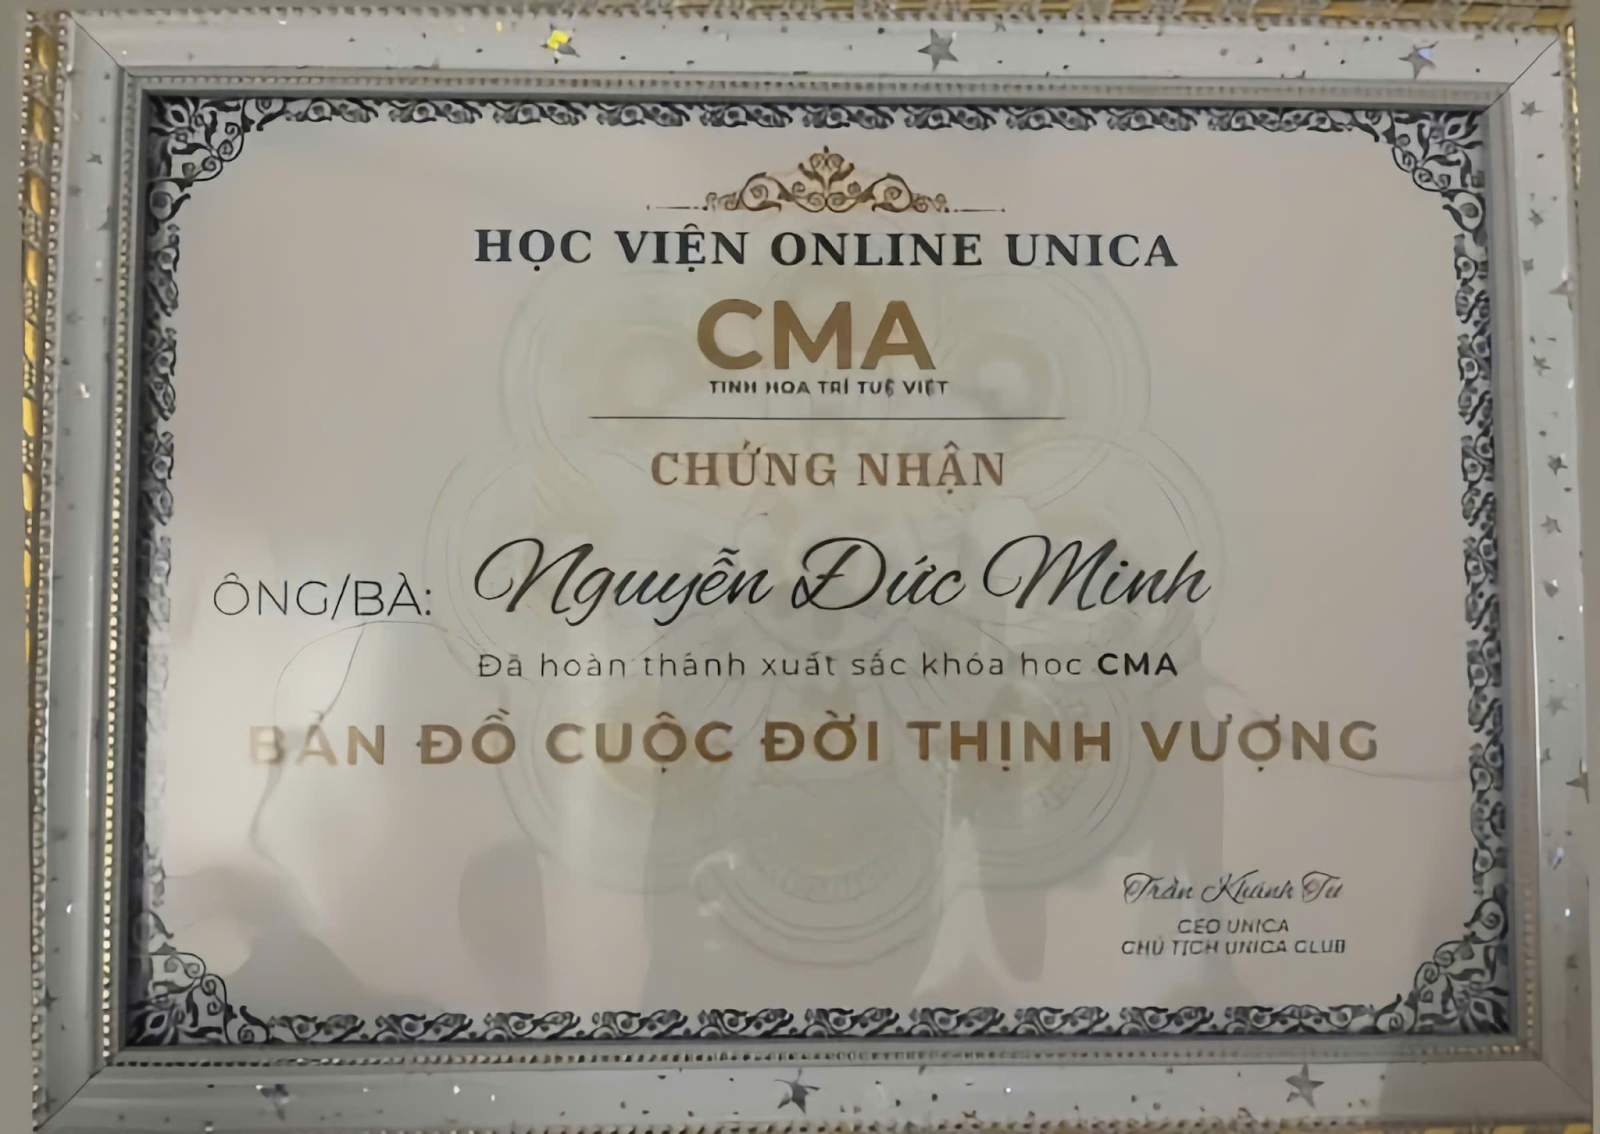 HỌC VIỆN ONLINE UNICA
CMA
TINH HOA TRÍ TUỆ VIỆT
CHỨNG NHẬN
ÔNG/BÀ: Nguyễn Đức Minh
Đã hoàn thánh xuất sắc khóa học CMA
BẢN ĐỒ CUỘC ĐỜI THỊNH VƯỢNG
Trần Khánh Tư
CEO UNICA
CHỦ TỊCH UNICA CLUB